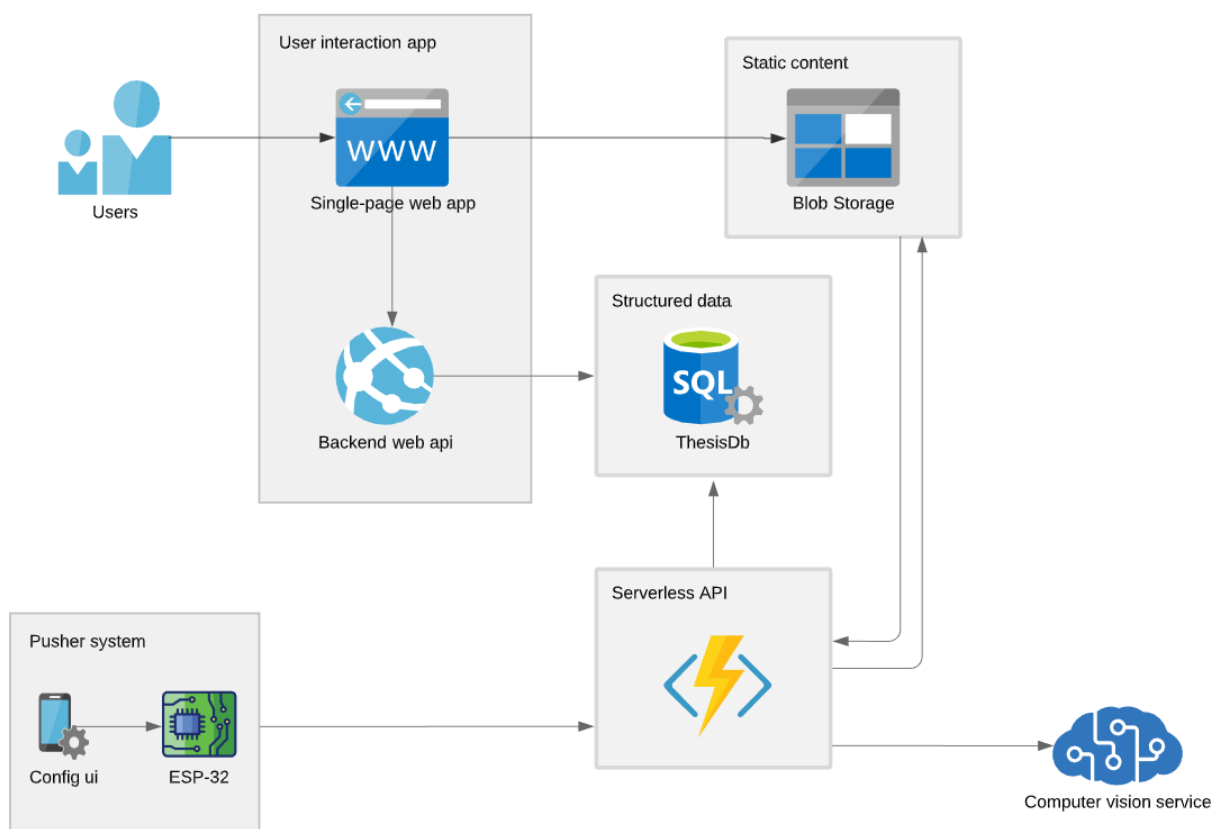 User interaction app
Static content
WWW
Users
Single-page web app
Blob Storage
Structured data
SQL
Backend web api
ThesisDb
Serverless API
Pusher system
Config ui
ESP-32
Computer vision service